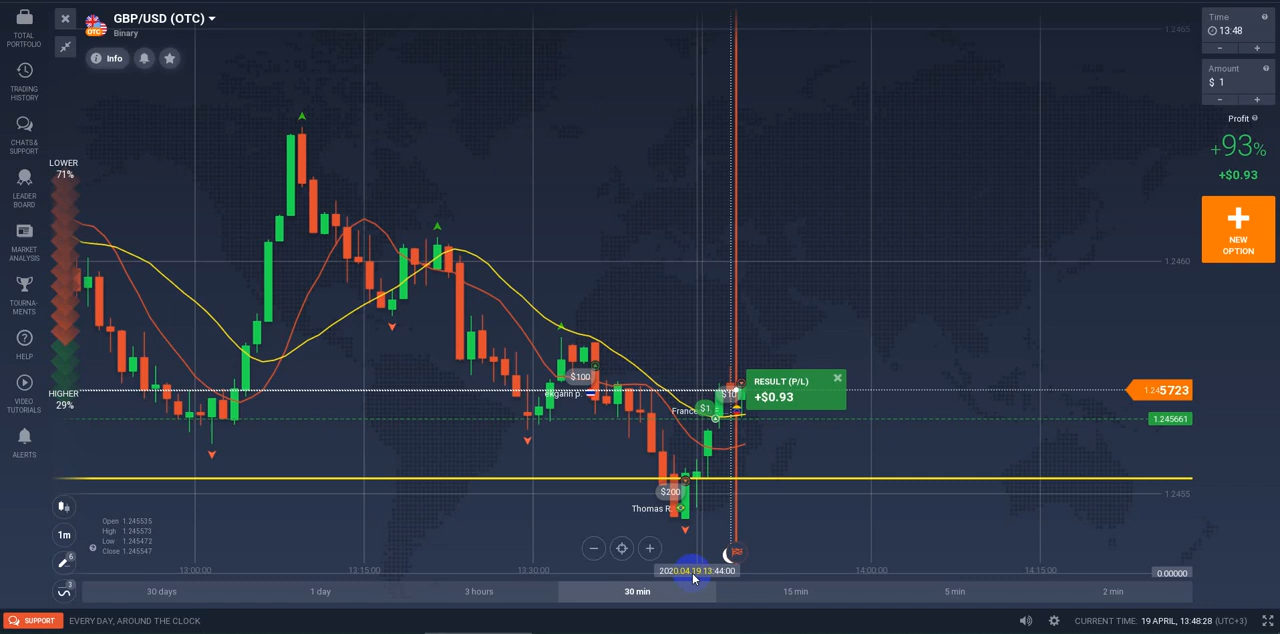 TOTAL
PORTFOLIO
TRADING
HISTORY
CHATS &
SUPPORT
LEADER
BOARD
MARKET
ANALYSIS
TOURNA-
MENTS
HELP
VIDEO
TUTORIALS
ALERTS
GBP/USD (OTC)
OTC
Binary
Info
LOWER
71%
HIGHER
29%
1.2465
1.2460
1.245723
1.245661
1.2455
0.00000
$100
ekgann p.
$1
$10
France
RESULT (P/L)
+$0.93
$200
Thomas R.
1m
6
3
Open 1.245535
High 1.245573
Low 1.245472
Close 1.245547
13:00:00
13:15:00
13:30:00
2020.04.19 13:44:00
14:00:00
14:15:00
30 days
1 day
3 hours
30 min
15 min
5 min
2 min
Time
13:48
- +
Amount
$ 1
- +
Profit
+93%
+$0.93
NEW
OPTION
SUPPORT
EVERY DAY, AROUND THE CLOCK
CURRENT TIME: 19 APRIL, 13:48:28 (UTC+3)